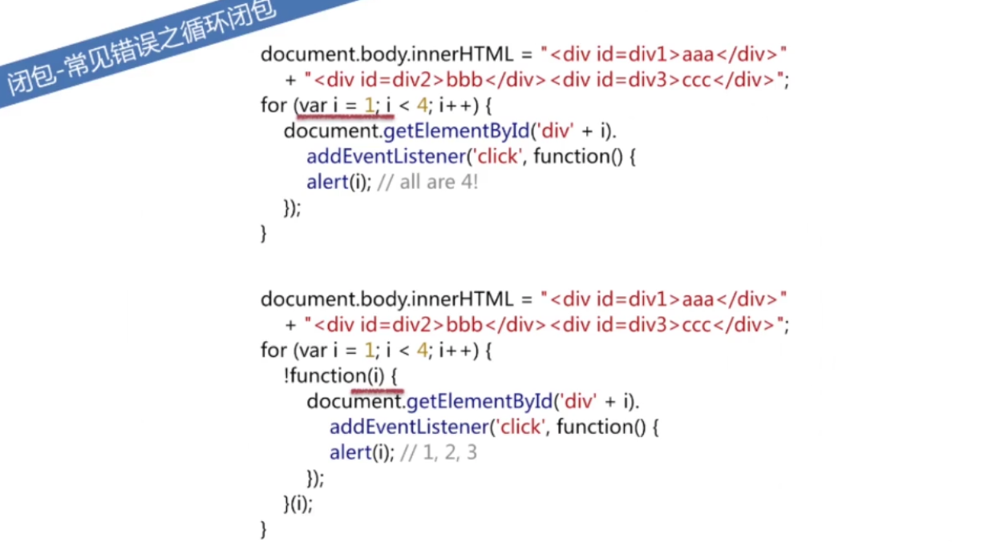 闭包-常见错误之循环闭包
document.body.innerHTML = "<div id=div1>aaa</div>"
+ "<div id=div2>bbb</div><div id=div3>ccc</div>";
for (var i = 1; i < 4; i++) {
document.getElementById('div' + i).
addEventListener('click', function() {
alert(i); // all are 4!
});
}
document.body.innerHTML = "<div id=div1>aaa</div>"
+ "<div id=div2>bbb</div><div id=div3>ccc</div>";
for (var i = 1; i < 4; i++) {
!function(i) {
document.getElementById('div' + i).
addEventListener('click', function() {
alert(i); // 1, 2, 3
});
}(i);
}